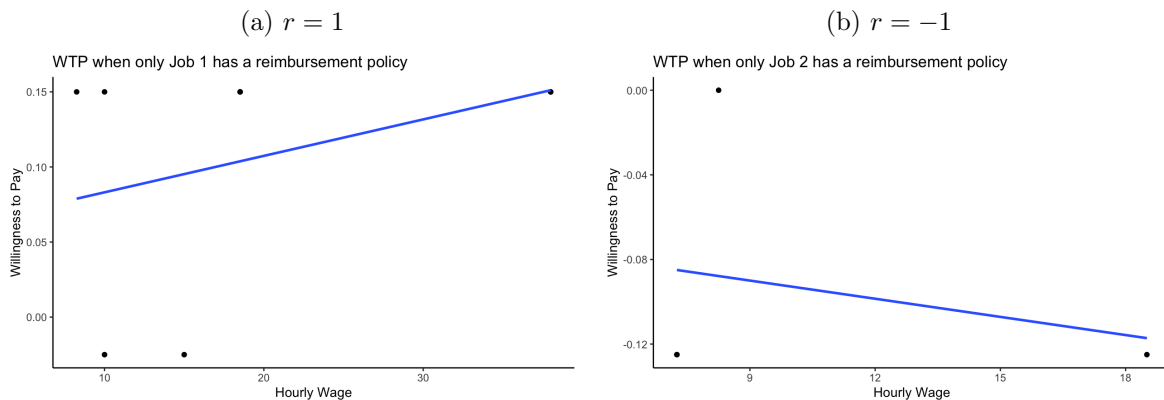 (a) r = 1
WTP when only Job 1 has a reimbursement policy
0.15
0.10
0.05
0.00
Willingness to Pay
10 20 30
Hourly Wage
(b) r = −1
WTP when only Job 2 has a reimbursement policy
0.00
-0.04
-0.08
-0.12
Willingness to Pay
9 12 15 18
Hourly Wage